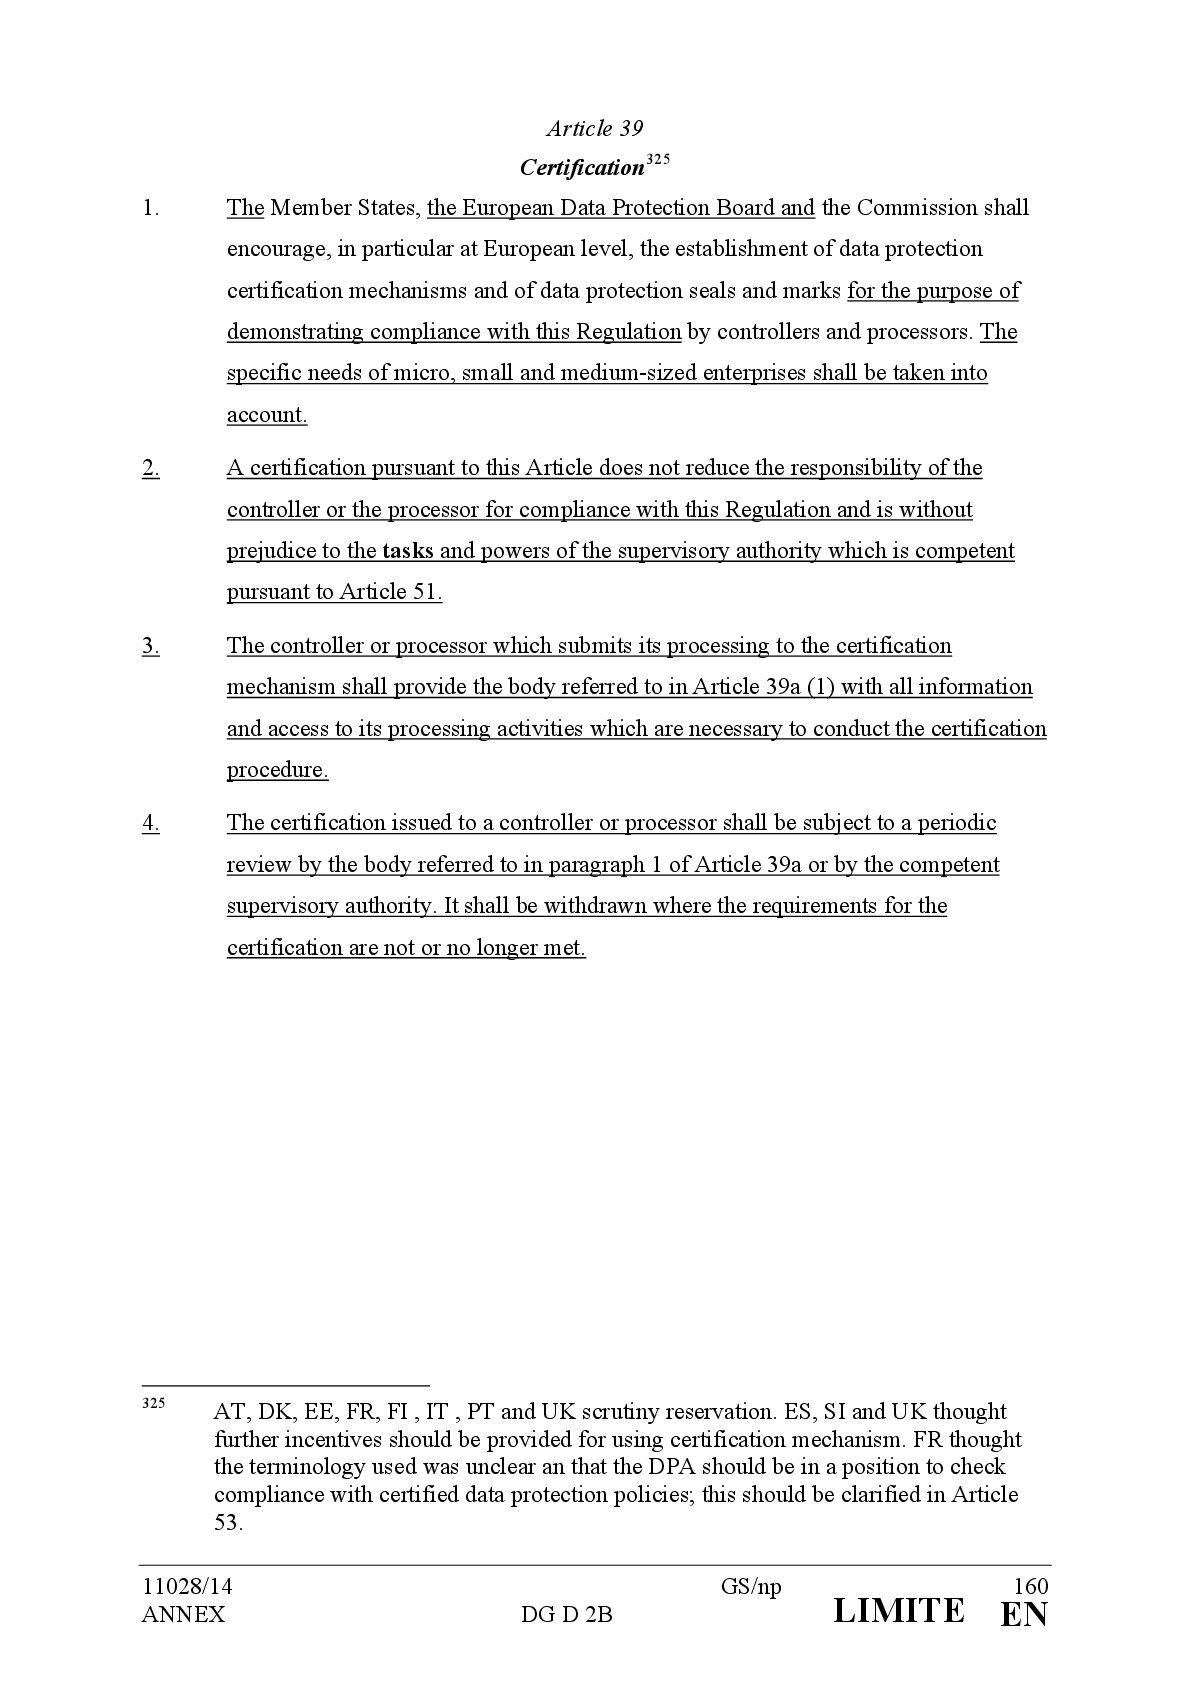 Article 39
Certification325
1. The Member States, the European Data Protection Board and the Commission shall
encourage, in particular at European level, the establishment of data protection
certification mechanisms and of data protection seals and marks for the purpose of
demonstrating compliance with this Regulation by controllers and processors. The
specific needs of micro, small and medium-sized enterprises shall be taken into
account.
2. A certification pursuant to this Article does not reduce the responsibility of the
controller or the processor for compliance with this Regulation and is without
prejudice to the tasks and powers of the supervisory authority which is competent
pursuant to Article 51.
3. The controller or processor which submits its processing to the certification
mechanism shall provide the body referred to in Article 39a (1) with all information
and access to its processing activities which are necessary to conduct the certification
procedure.
4. The certification issued to a controller or processor shall be subject to a periodic
review by the body referred to in paragraph 1 of Article 39a or by the competent
supervisory authority. It shall be withdrawn where the requirements for the
certification are not or no longer met.
325 AT, DK, EE, FR, FI , IT , PT and UK scrutiny reservation. ES, SI and UK thought
further incentives should be provided for using certification mechanism. FR thought
the terminology used was unclear an that the DPA should be in a position to check
compliance with certified data protection policies; this should be clarified in Article
53.
11028/14 GS/np 160
ANNEX DG D 2B LIMITE EN